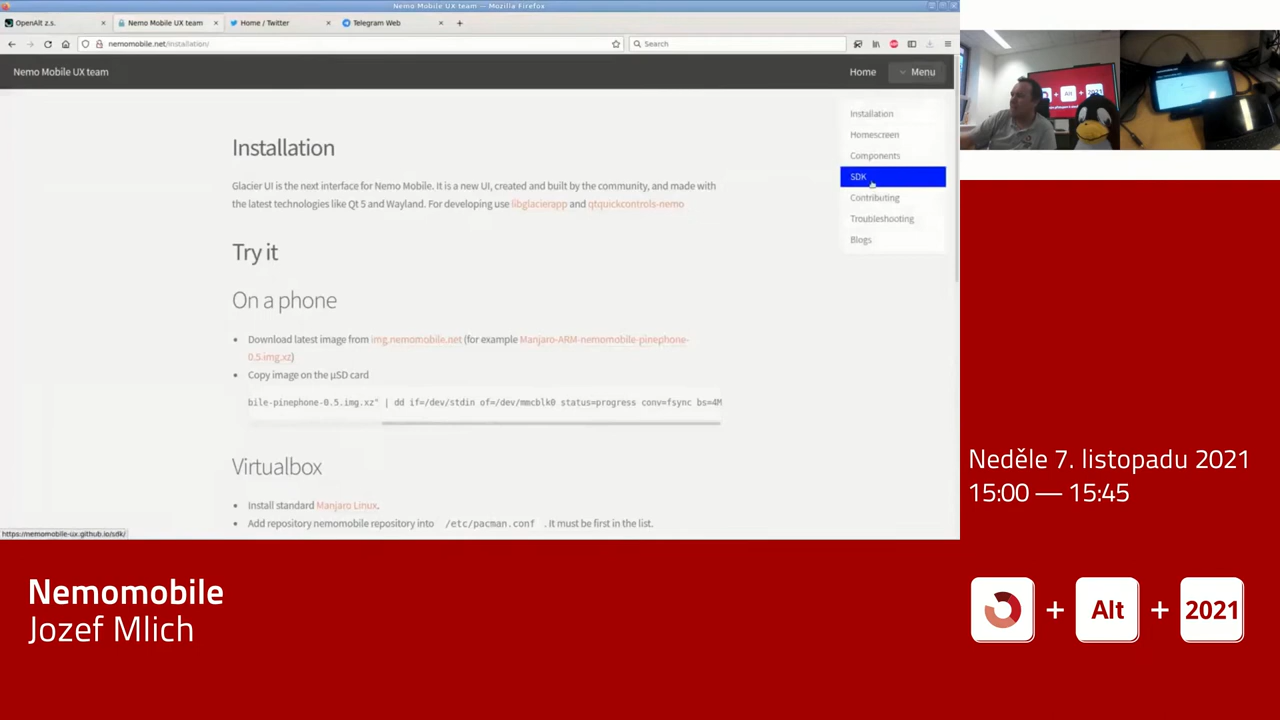 Nemo Mobile UX team — Mozilla Firefox
OpenAlt z.s.
Nemo Mobile UX team
Home / Twitter
Telegram Web
nemomobile.net/installation/
Search
Nemo Mobile UX team
Home
Menu
Installation
Homescreen
Components
SDK
Contributing
Troubleshooting
Blogs
Installation
Glacier UI is the next interface for Nemo Mobile. It is a new UI, created and built by the community, and made with
the latest technologies like Qt 5 and Wayland. For developing use libglacierapp and qtquickcontrols-nemo
Try it
On a phone
Download latest image from img.nemomobile.net (for example Manjaro-ARM-nemomobile-pinephone-
0.5.img.xz)
Copy image on the µSD card
bile-pinephone-0.5.img.xz" | dd if=/dev/stdin of=/dev/mmcblk0 status=progress conv=fsync bs=4M
Virtualbox
Install standard Manjaro Linux.
Add repository nemomobile repository into /etc/pacman.conf . It must be first in the list.
https://nemomobile-ux.github.io/sdk/
Alt
2021
Neděle 7. listopadu 2021
15:00 — 15:45
Nemomobile
Jozef Mlich
+ Alt + 2021